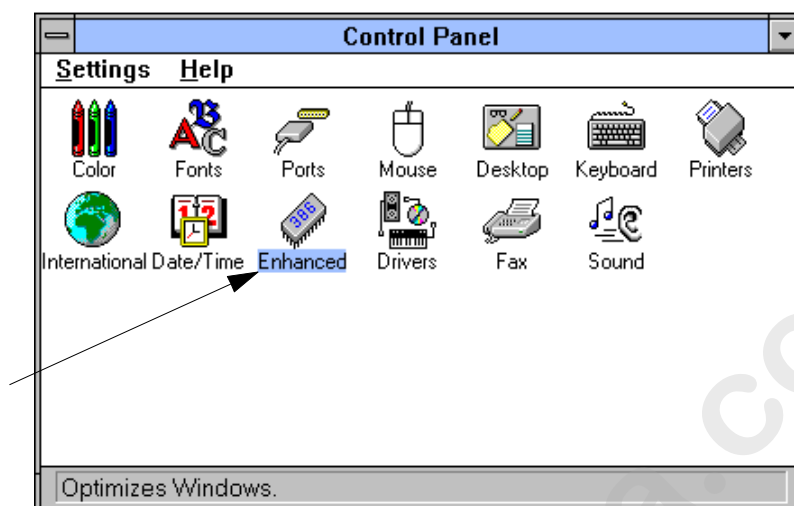 Control Panel
Settings Help
Color Fonts Ports Mouse Desktop Keyboard Printers
386
International Date/Time Enhanced Drivers Fax Sound
Optimizes Windows.